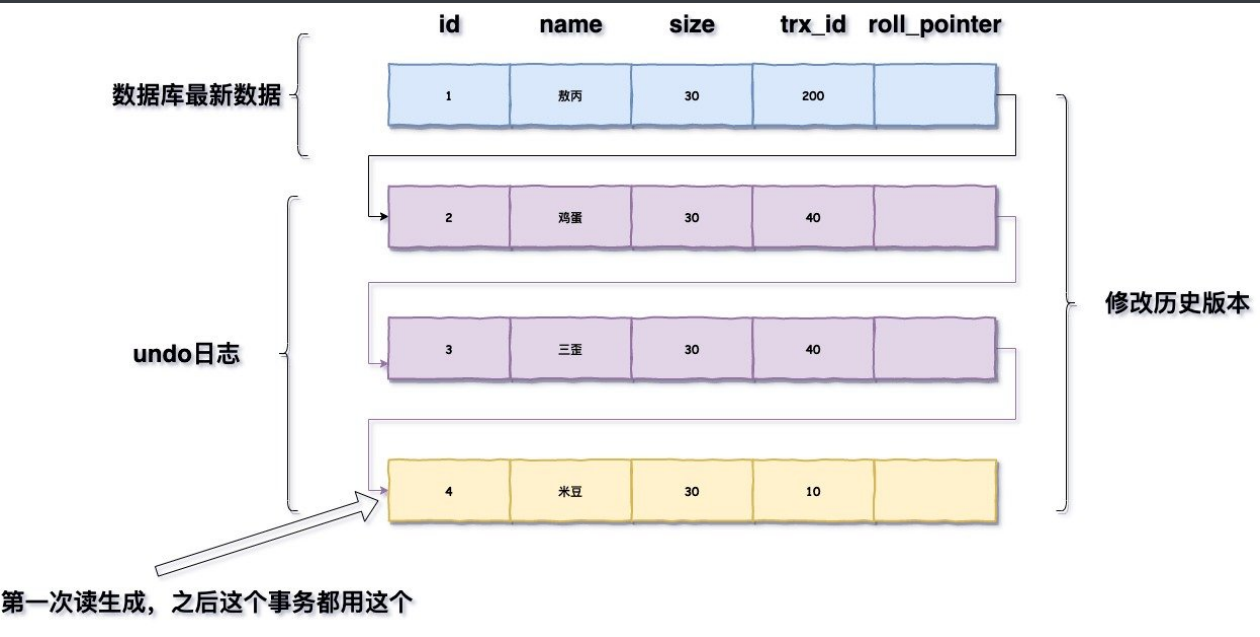 id name size trx_id roll_pointer
数据库最新数据
1 敖丙 30 200
2 鸡蛋 30 40
undo日志
3 三歪 30 40
修改历史版本
4 米豆 30 10
第一次读生成，之后这个事务都用这个